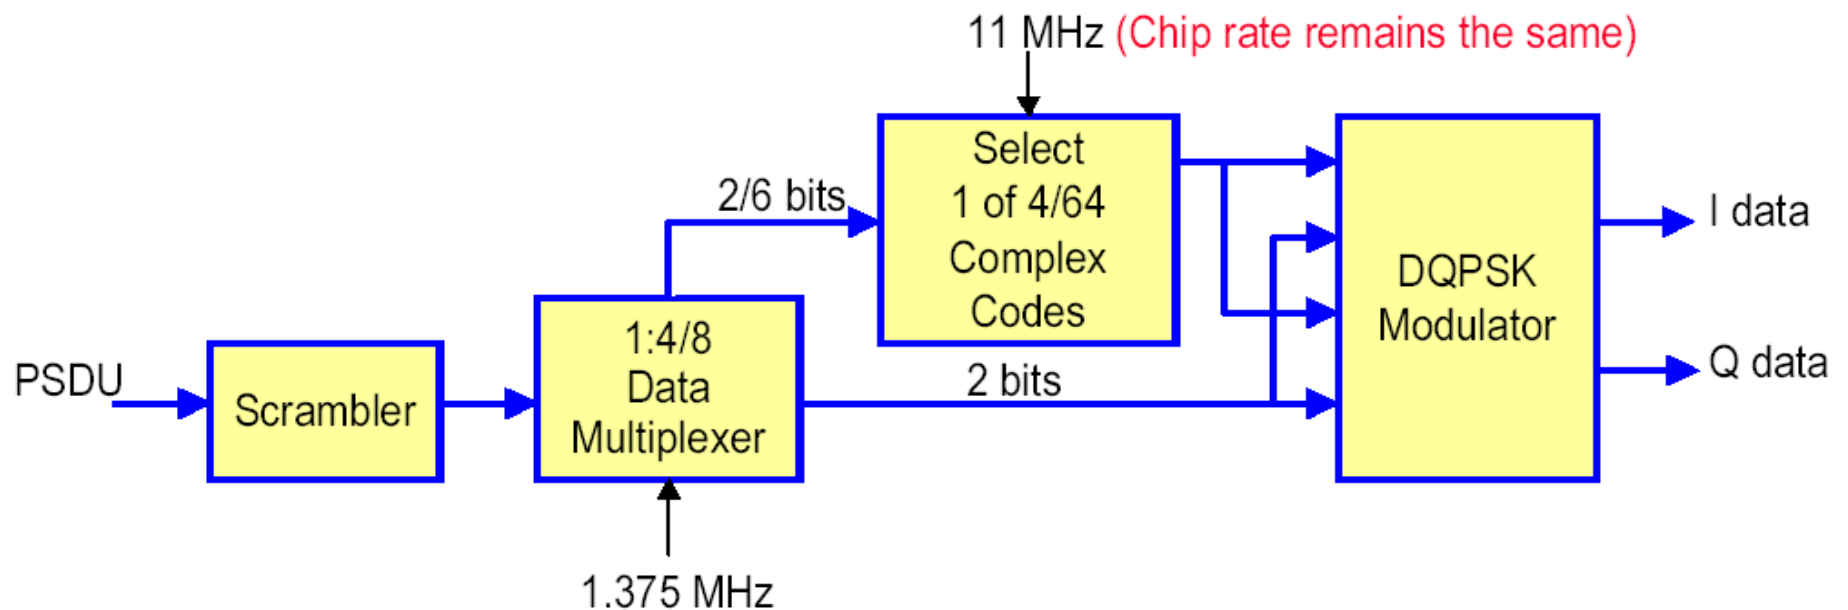 11 MHz (Chip rate remains the same)
Select
1 of 4/64
Complex
Codes
2/6 bits
I data
DQPSK
Modulator
1:4/8
Data
Multiplexer
PSDU
Scrambler
2 bits
Q data
1.375 MHz